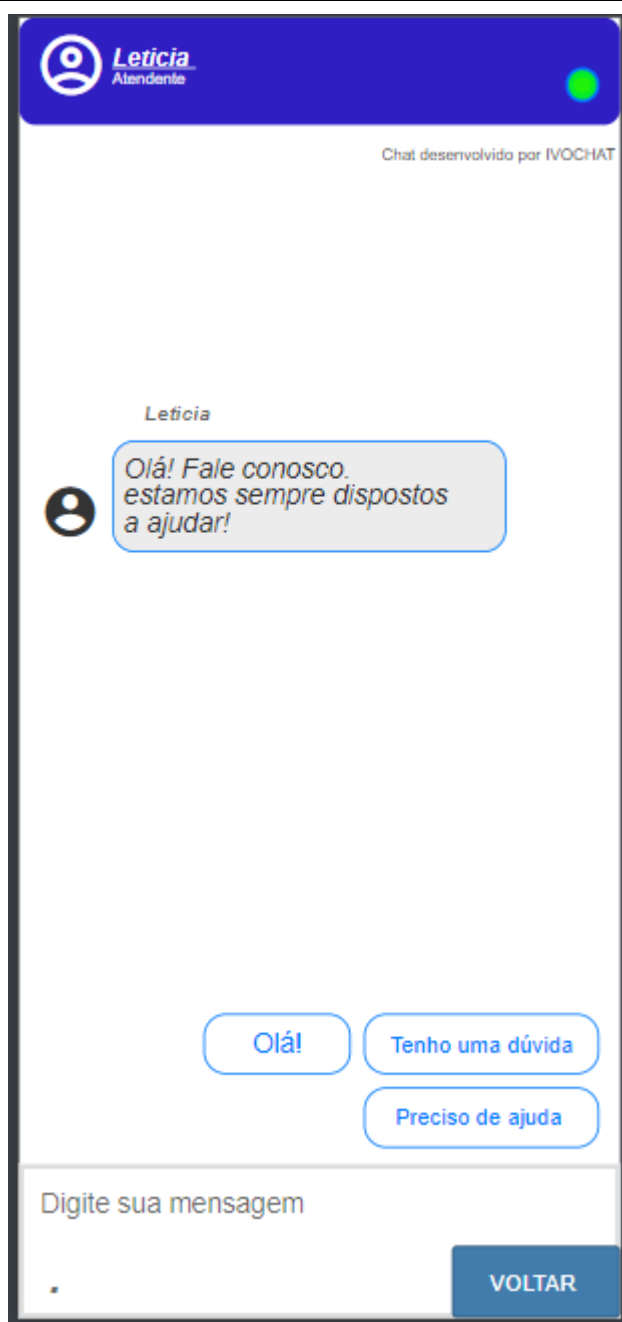 Leticia
Atendente
Chat desenvolvido por IVOCHAT
Leticia
Olá! Fale conosco.
estamos sempre dispostos
a ajudar!
Olá!
Tenho uma dúvida
Preciso de ajuda
Digite sua mensagem
VOLTAR